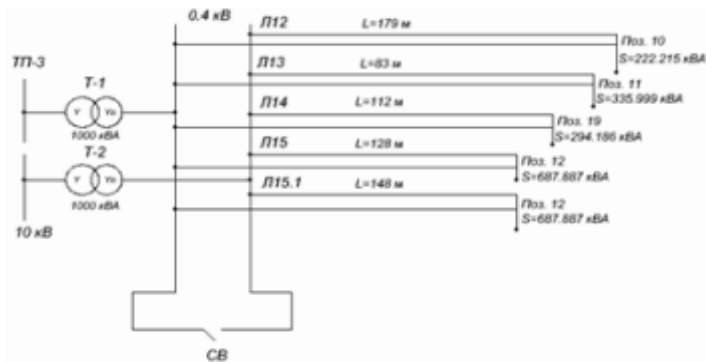 0.4 кВ
Л12
L=179 м
Поз. 10
S=222.215 кВА
ТП-3
Т-1
Y
Yo
1000 кВА
Л13
L=83 м
Поз. 11
S=335.999 кВА
Л14
L=112 м
Поз. 19
S=294.186 кВА
Т-2
Y
Yo
1000 кВА
Л15
L=128 м
Поз. 12
S=687.887 кВА
Л15.1
L=148 м
Поз. 12
S=687.887 кВА
10 кВ
СВ